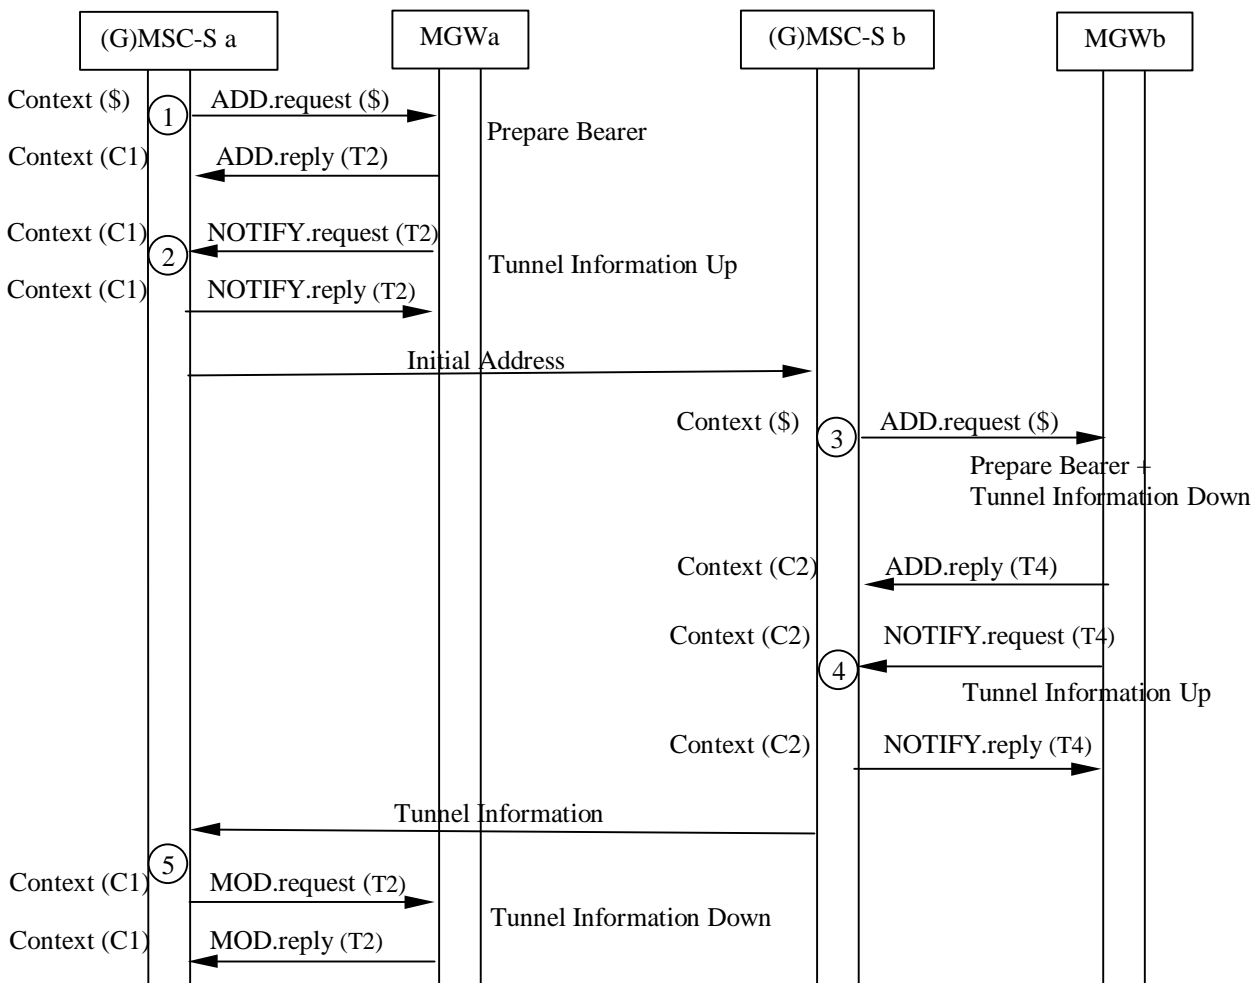 (G)MSC-S a
MGWa
(G)MSC-S b
MGWb
Context ($)
1
ADD.request ($)
Prepare Bearer
Context (C1)
ADD.reply (T2)
Context (C1)
2
NOTIFY.request (T2)
Tunnel Information Up
Context (C1)
NOTIFY.reply (T2)
Initial Address
Context ($)
3
ADD.request ($)
Prepare Bearer +
Tunnel Information Down
Context (C2)
ADD.reply (T4)
Context (C2)
NOTIFY.request (T4)
4
Tunnel Information Up
Context (C2)
NOTIFY.reply (T4)
Tunnel Information
5
Context (C1)
MOD.request (T2)
Tunnel Information Down
Context (C1)
MOD.reply (T2)